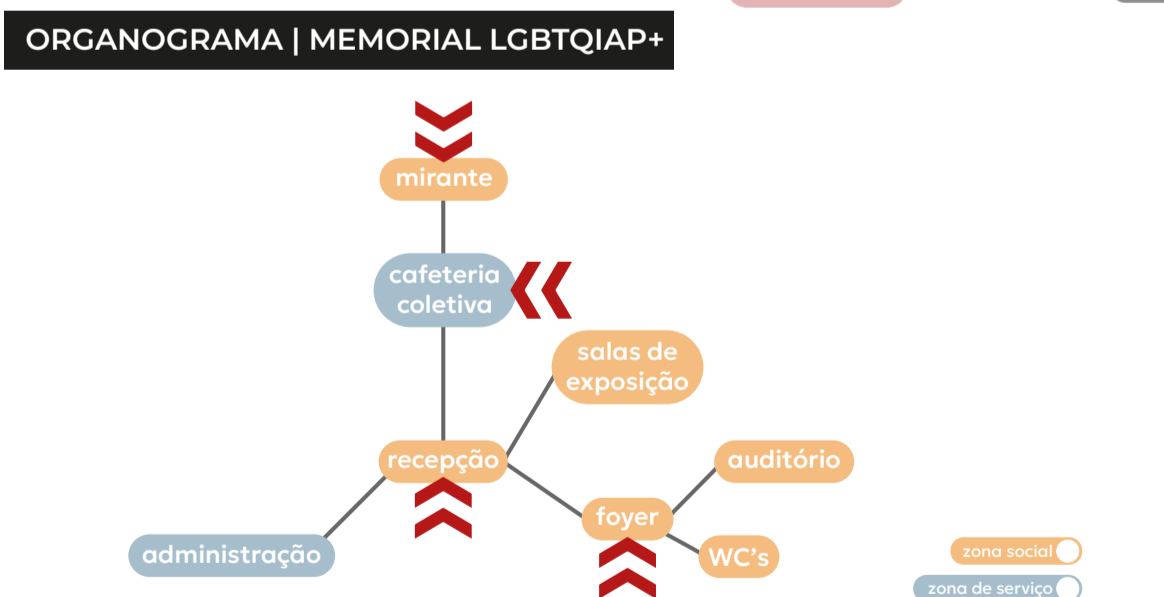 ORGANOGRAMA | MEMORIAL LGBTQIAP+
mirante
cafeteria
coletiva
salas de
exposição
recepção
auditório
foyer
administração
WC's
zona social
zona de serviço